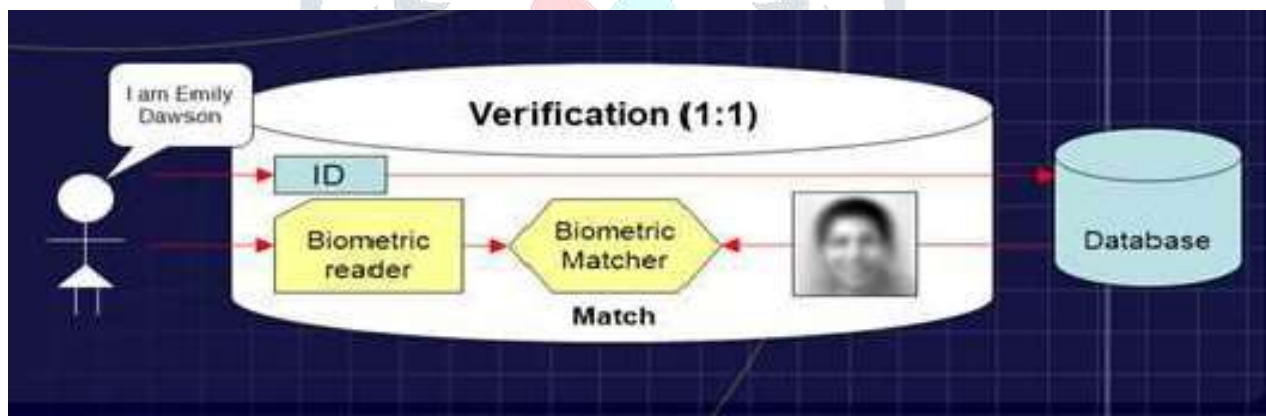 I am Emily
Dawson
Verification (1:1)
ID
Biometric
reader
Biometric
Matcher
Match
Database